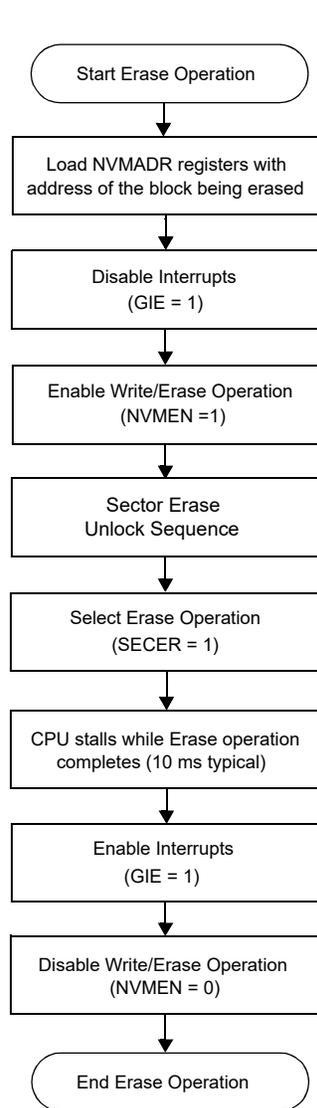 Start Erase Operation
Load NVMADR registers with
address of the block being erased
Disable Interrupts
(GIE = 1)
Enable Write/Erase Operation
(NVMEN =1)
Sector Erase
Unlock Sequence
Select Erase Operation
(SECER = 1)
CPU stalls while Erase operation
completes (10 ms typical)
Enable Interrupts
(GIE = 1)
Disable Write/Erase Operation
(NVMEN = 0)
End Erase Operation